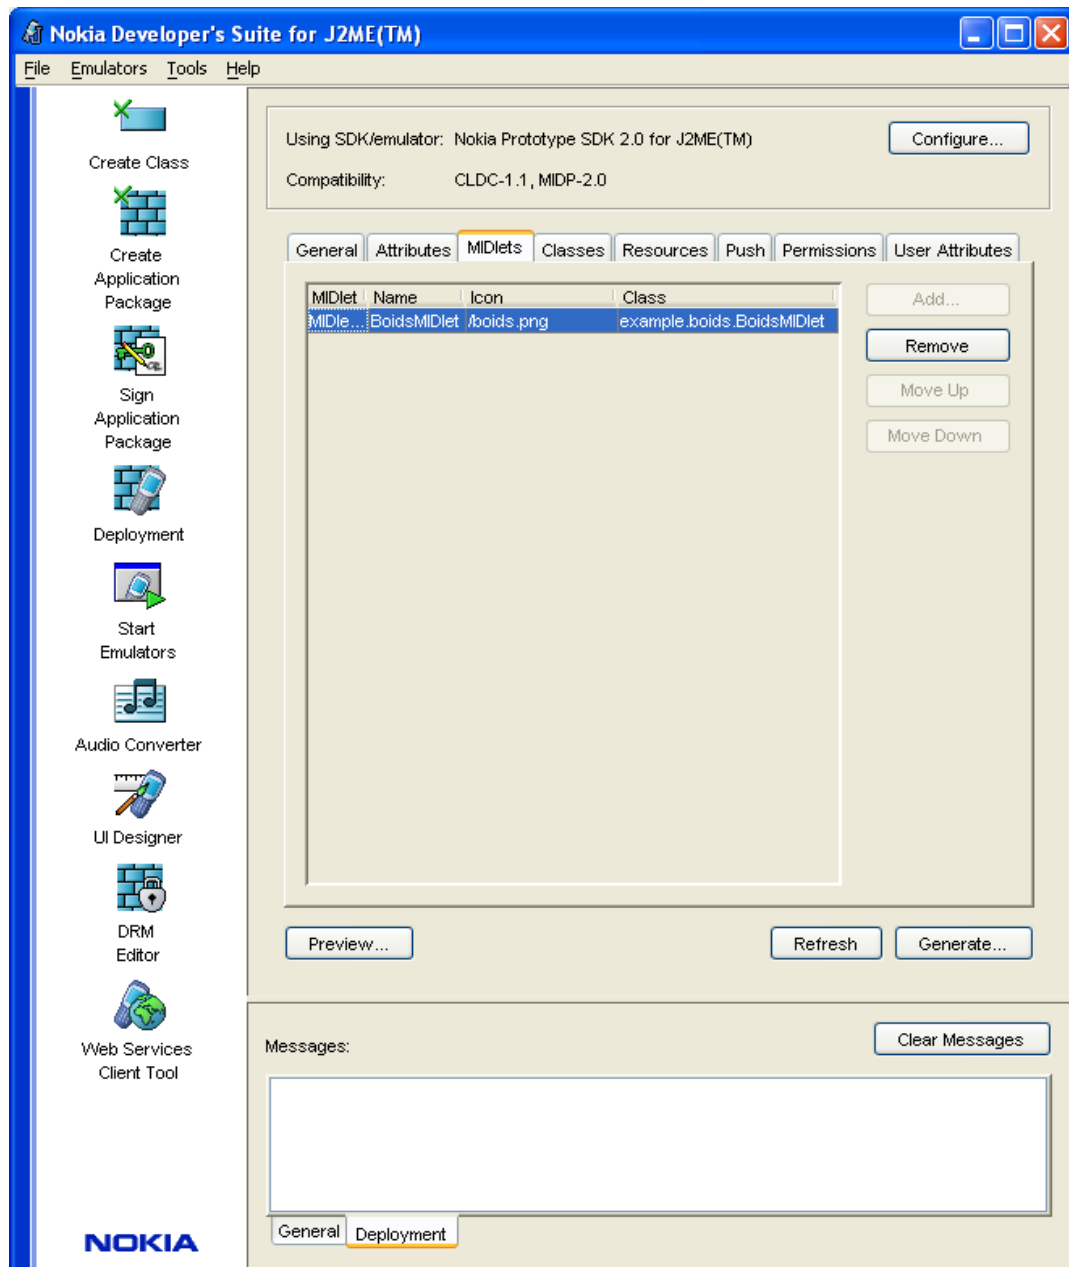 Nokia Developer's Suite for J2ME(TM)
File Emulators Tools Help
Create Class
Create
Application
Package
Sign
Application
Package
Deployment
Start
Emulators
Audio Converter
UI Designer
DRM
Editor
Web Services
Client Tool
NOKIA
Using SDK/emulator: Nokia Prototype SDK 2.0 for J2ME(TM)
Configure...
Compatibility: CLDC-1.1, MIDP-2.0
General Attributes MIDlets Classes Resources Push Permissions User Attributes
MIDlet Name Icon Class
MIDle... BoidsMIDlet /boids.png example.boids.BoidsMIDlet
Add...
Remove
Move Up
Move Down
Preview... Refresh Generate...
Messages:
Clear Messages
General Deployment